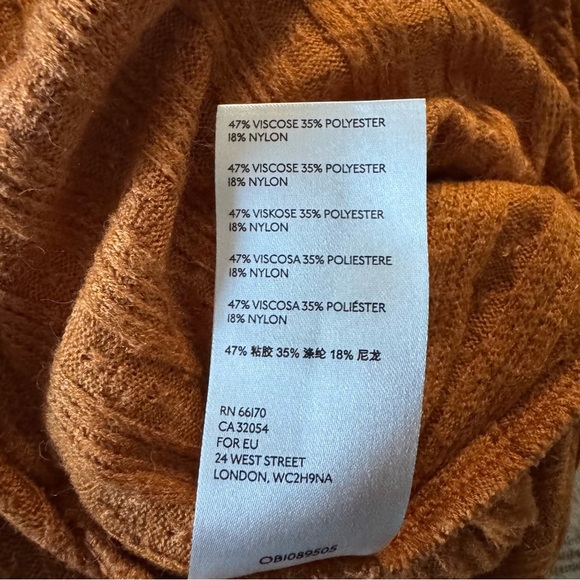 47% VISCOSE 35% POLYESTER
18% NYLON
47% VISCOSE 35% POLYESTER
18% NYLON
47% VISKOSE 35% POLYESTER
18% NYLON
47% VISCOSA 35% POLIESTERE
18% NYLON
47% VISCOSA 35% POLIÉSTER
18% NYLON
47% 粘胶 35% 涤纶 18% 尼龙
RN 66170
CA 32054
FOR EU
24 WEST STREET
LONDON, WC2H9NA
OB1089505